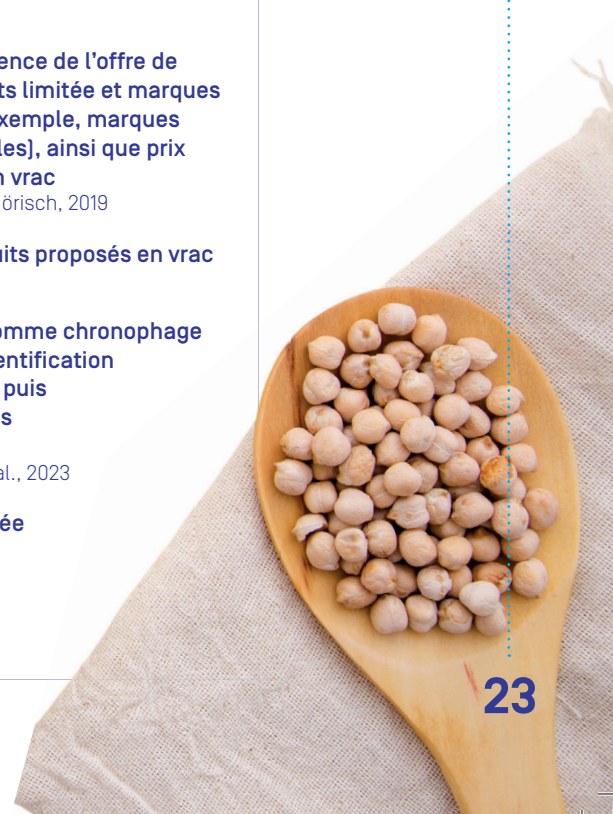 ence de l'offre de
ts limitée et marques
xemple, marques
les), ainsi que prix
n vrac
örisch, 2019
uits proposés en vrac
omme chronophage
entification
puis
s
al., 2023
ée
23